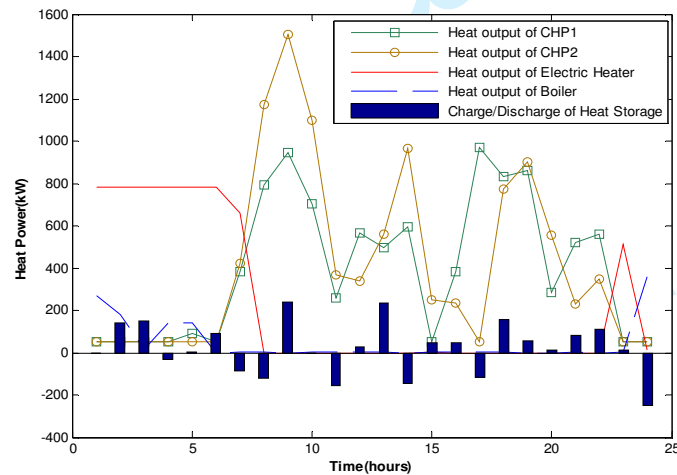 1600
1400
1200
1000
800
600
400
200
0
-200
-400
Heat Power(kW)
Heat output of CHP1
Heat output of CHP2
Heat output of Electric Heater
Heat output of Boiler
Charge/Discharge of Heat Storage
0 5 10 15 20 25
Time(hours)